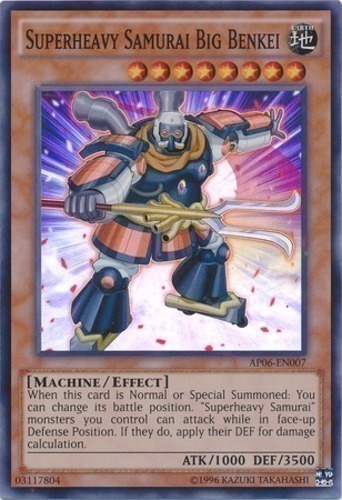 SUPERHEAVY SAMURAI BIG BENKEI
EARTH
地
AP06-EN007
[MACHINE/EFFECT]
When this card is Normal or Special Summoned: You
can change its battle position. "Superheavy Samurai"
monsters you control can attack while in face-up
Defense Position. If they do, apply their DEF for damage
calculation.
ATK/1000 DEF/3500
03117804
©1996 KAZUKI TAKAHASHI